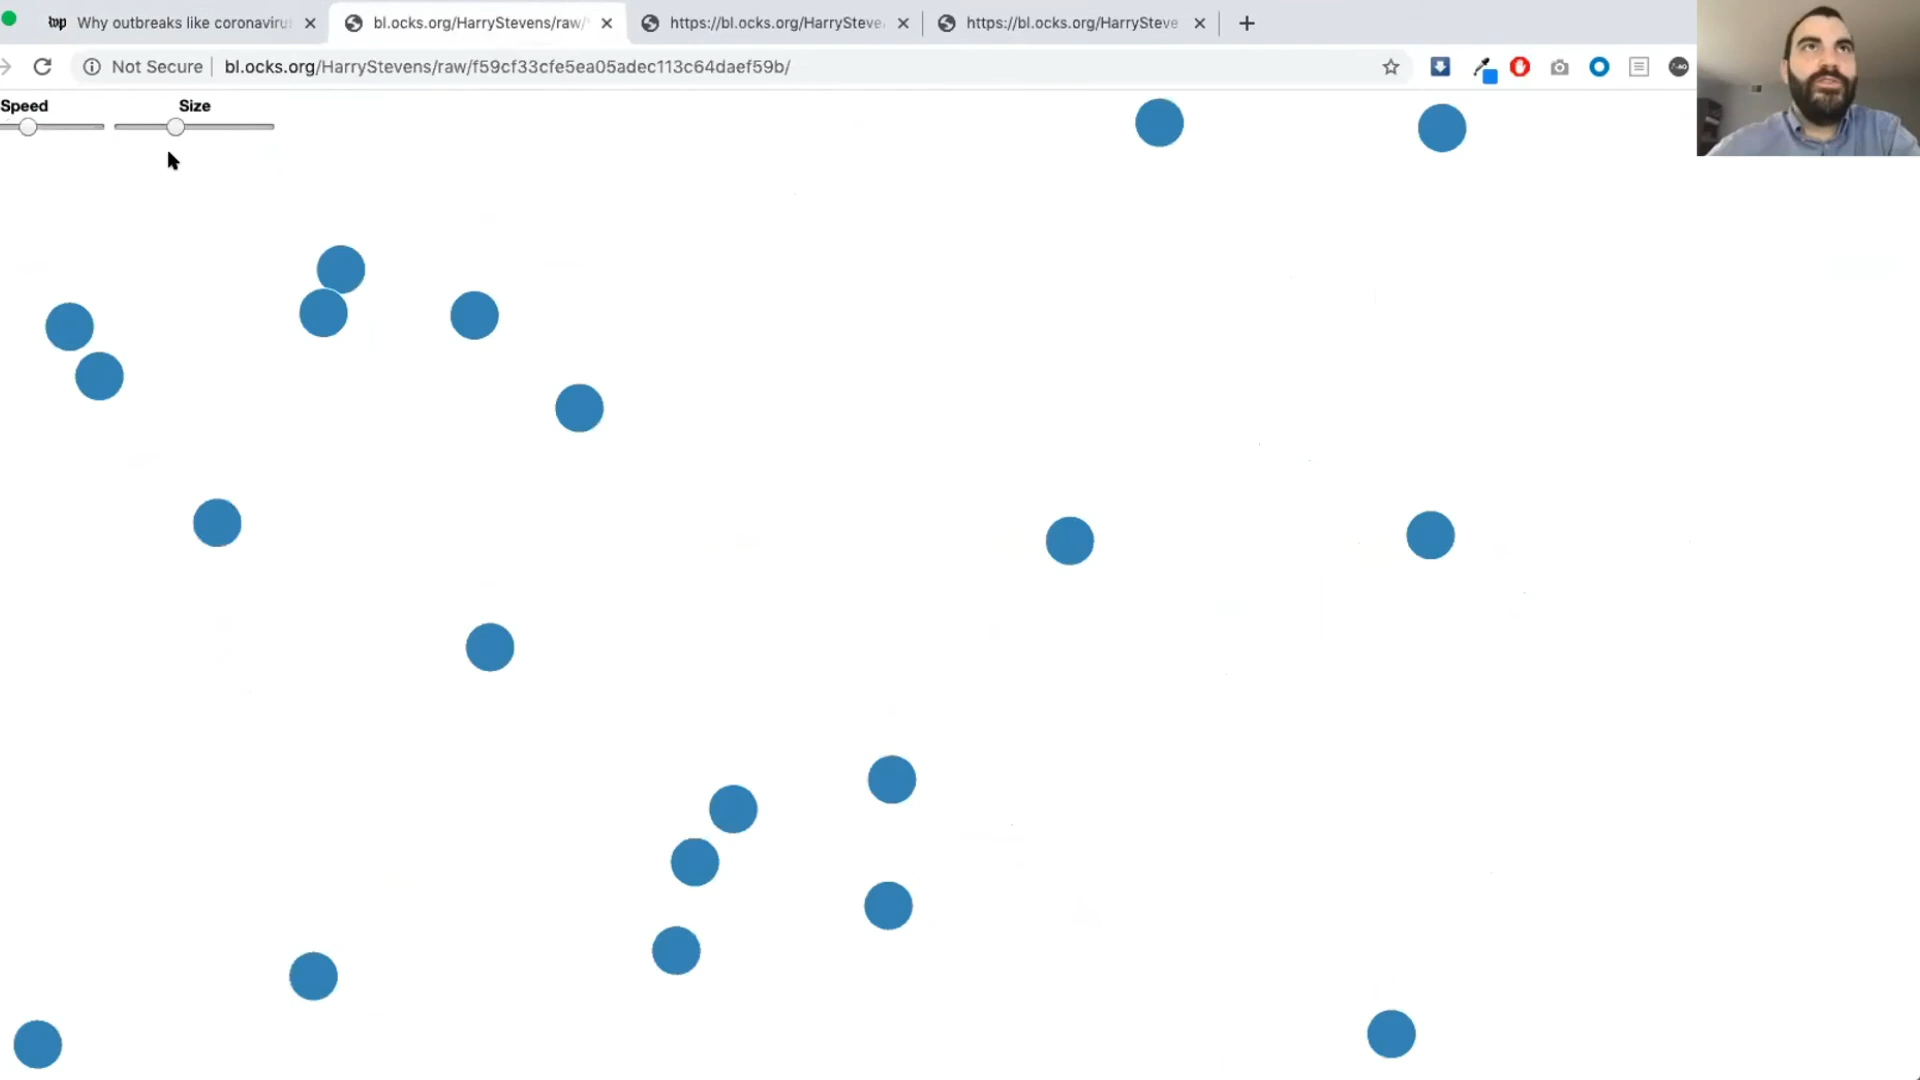 wp Why outbreaks like coronaviru
bl.ocks.org/HarryStevens/raw/
https://bl.ocks.org/HarrySteve
https://bl.ocks.org/HarrySteve
Not Secure
bl.ocks.org/HarryStevens/raw/f59cf33cfe5ea05adec113c64daef59b/
Speed
Size